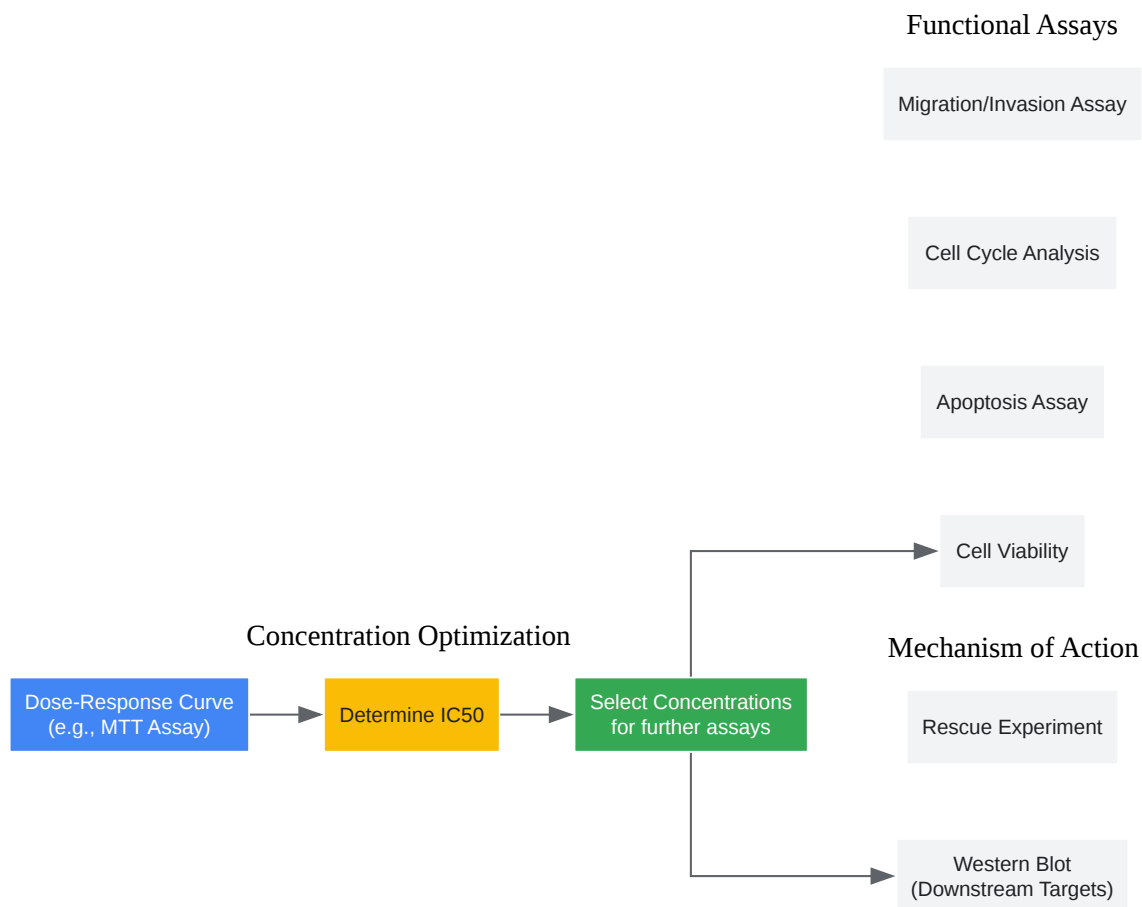 Functional Assays
Migration/Invasion Assay
Cell Cycle Analysis
Apoptosis Assay
Cell Viability
Concentration Optimization
Dose-Response Curve
(e.g., MTT Assay)
Determine IC50
Select Concentrations
for further assays
Mechanism of Action
Rescue Experiment
Western Blot
(Downstream Targets)